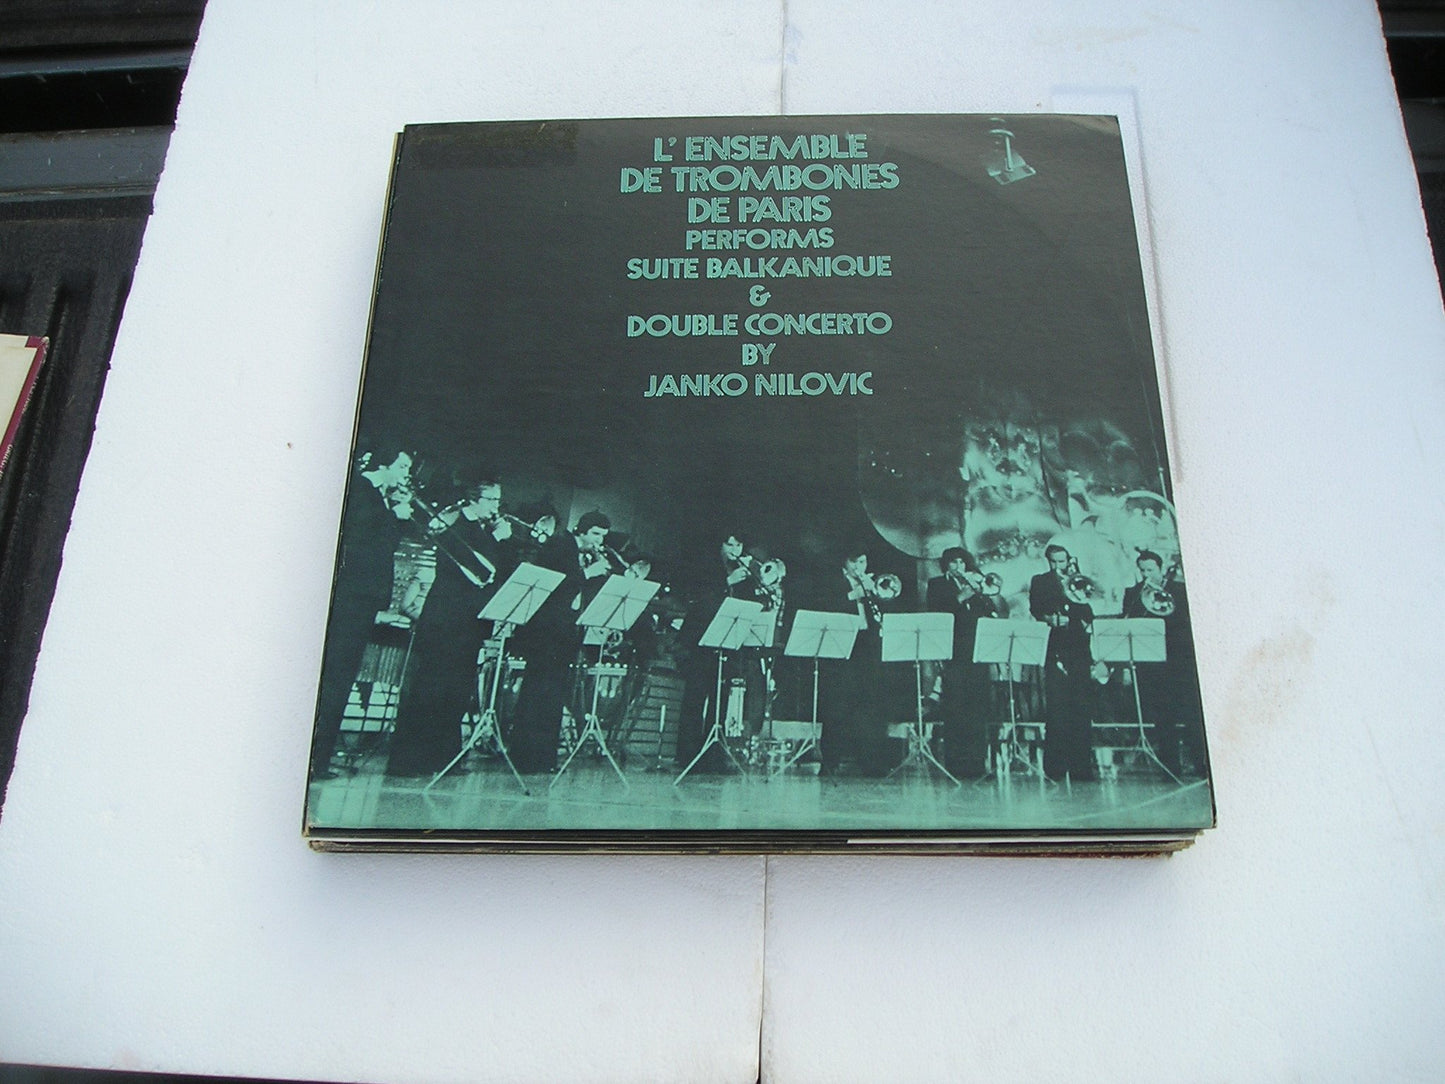 L' ENSEMBLE
DE TROMBONES
DE PARIS
PERFORMS
SUITE BALKANIQUE
&
DOUBLE CONCERTO
BY
JANKO NILOVIC